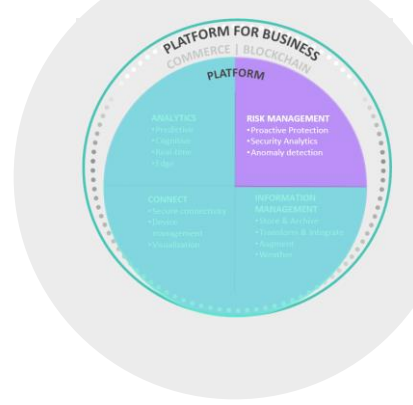 PLATFORM FOR BUSINESS
COMMERCE | BLOCKCHAIN
PLATFORM
ANALYTICS
•Predictive
•Cognitive
•Real-time
•Edge
RISK MANAGEMENT
•Proactive Protection
•Security Analytics
•Anomaly detection
CONNECT
•Secure connectivity
•Device
management
•Visualization
INFORMATION
MANAGEMENT
•Store & Archive
•Transform & Integrate
•Augment
•Weather